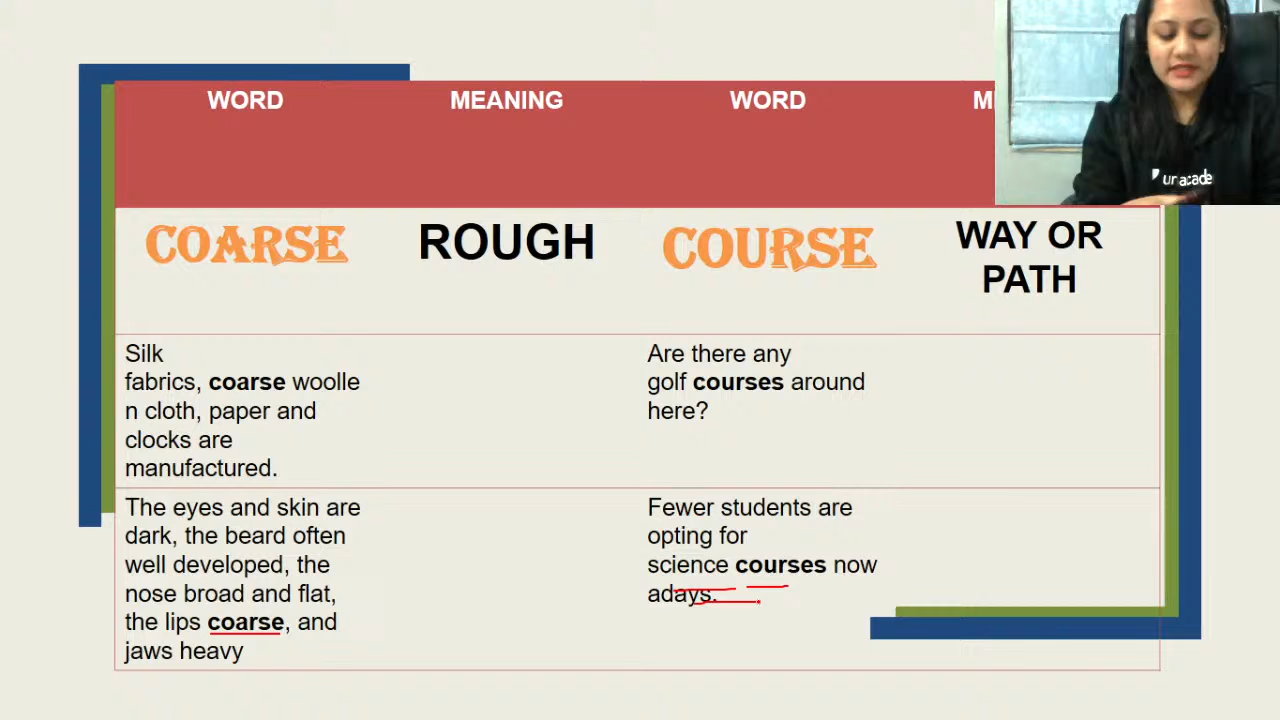 WORD
MEANING
WORD
COARSE
ROUGH
COURSE
WAY OR
PATH
Silk
fabrics, coarse woolle
n cloth, paper and
clocks are
manufactured.
Are there any
golf courses around
here?
The eyes and skin are
dark, the beard often
well developed, the
nose broad and flat,
the lips coarse, and
jaws heavy
Fewer students are
opting for
science courses now
adays.